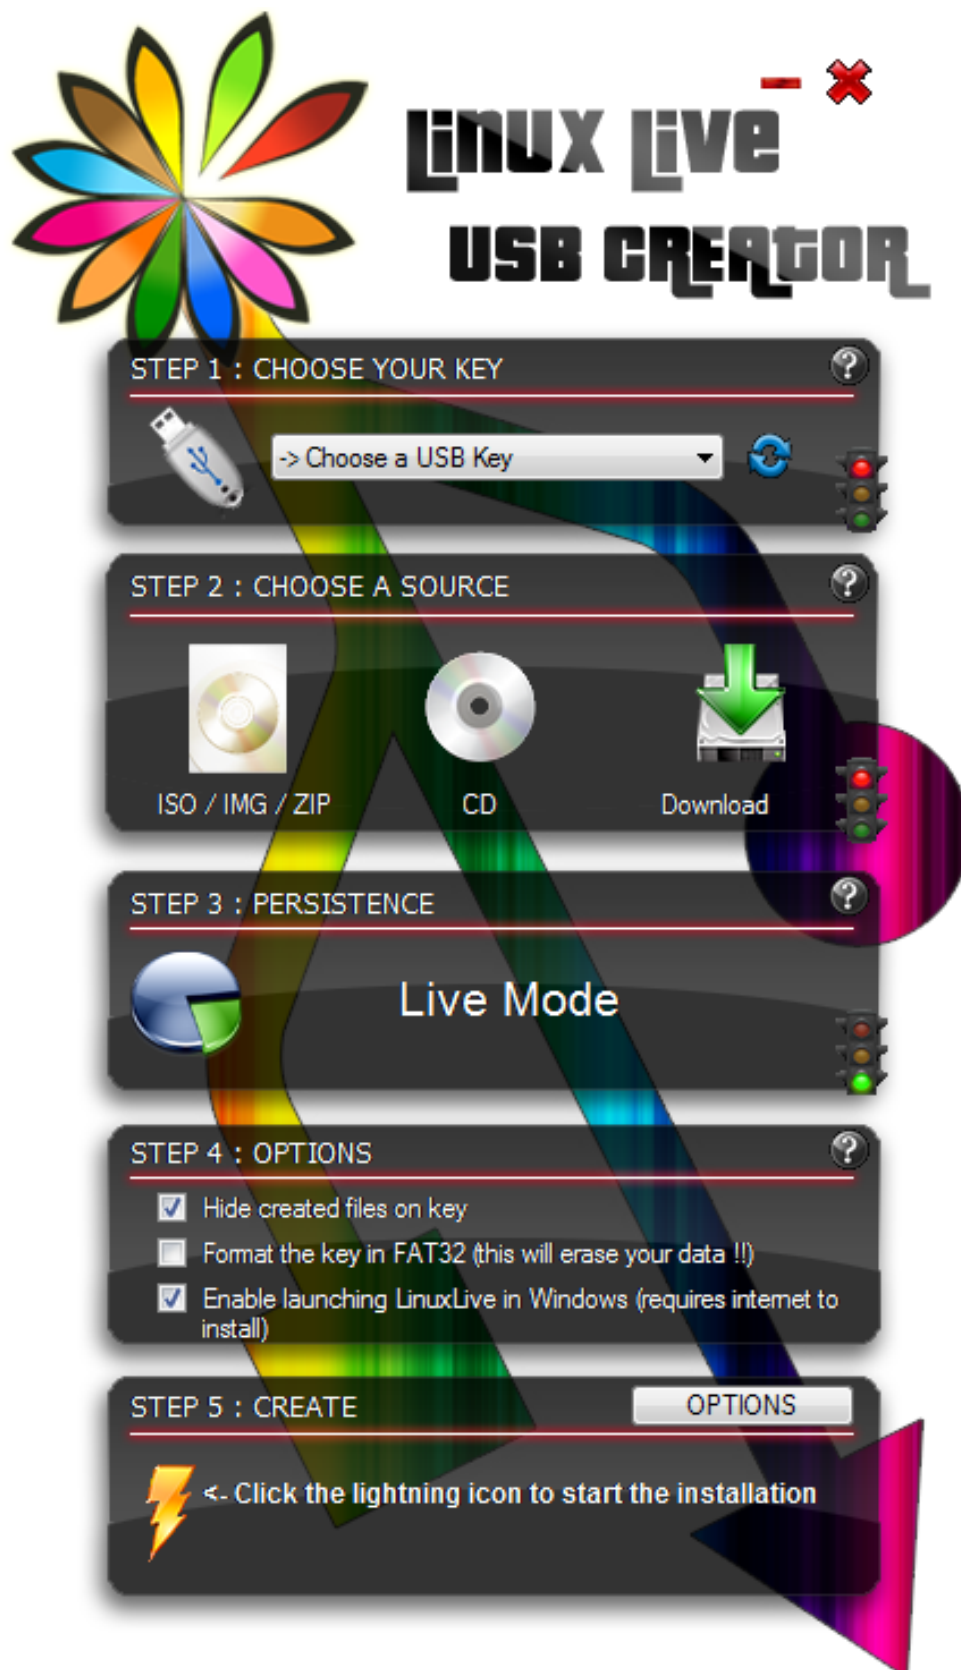 Linux Live
USB CREATOR
STEP 1 : CHOOSE YOUR KEY
?
-> Choose a USB Key
STEP 2 : CHOOSE A SOURCE
?
ISO / IMG / ZIP
CD
Download
STEP 3 : PERSISTENCE
?
Live Mode
STEP 4 : OPTIONS
?
Hide created files on key
Format the key in FAT32 (this will erase your data !!)
Enable launching LinuxLive in Windows (requires internet to
install)
STEP 5 : CREATE
OPTIONS
<- Click the lightning icon to start the installation